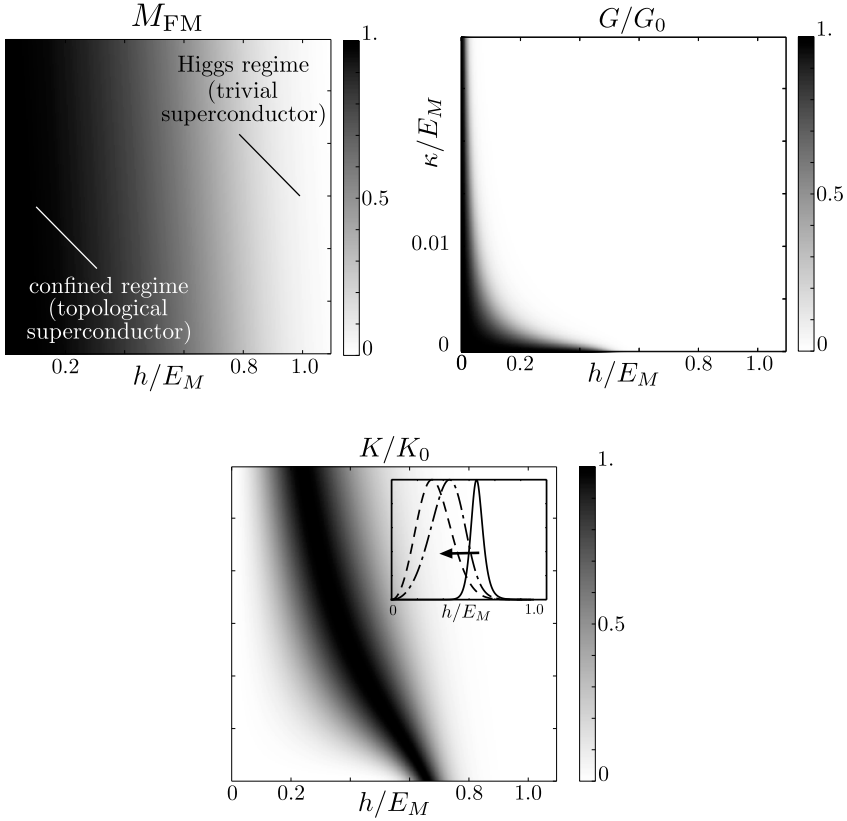 M_FM
1.
0.5
0
Higgs regime
(trivial
superconductor)
confined regime
(topological
superconductor)
0.2
h/E_M
0.8
1.0
G/G_0
1.
0.5
0
κ/E_M
0.01
0
0
0.2
h/E_M
0.8
1.0
K/K_0
1.
0.5
0
0
h/E_M
1.0
0
0.2
h/E_M
0.8
1.0